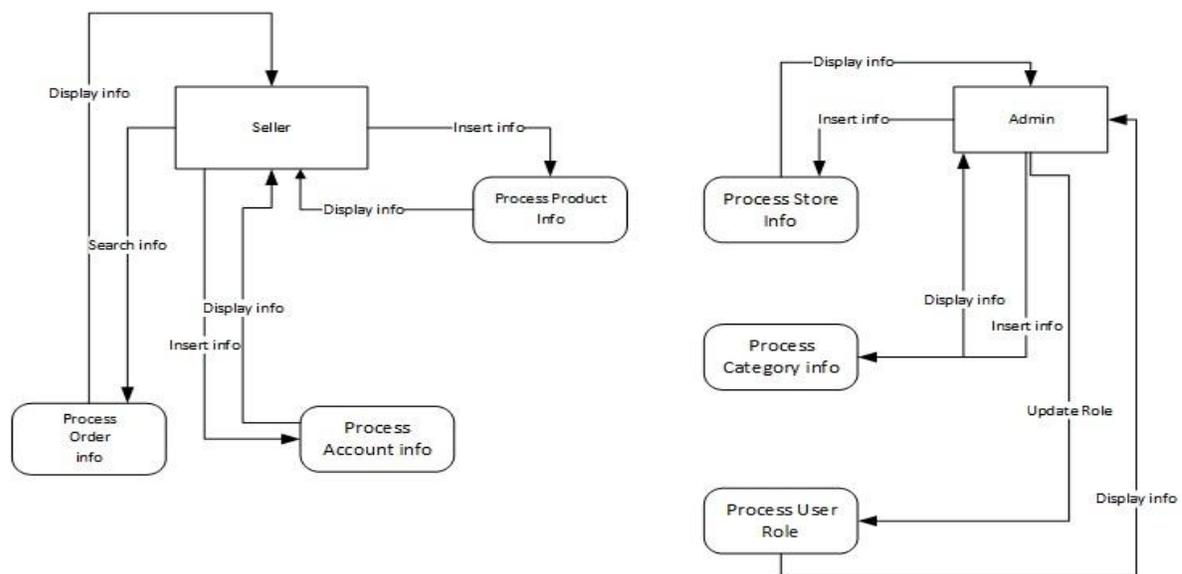 Display info
Seller
Insert info
Process Product
Info
Display info
Search info
Display info
Insert info
Process
Order
info
Process
Account info
Display info
Insert info
Admin
Process Store
Info
Display info
Insert info
Process
Category info
Update Role
Process User
Role
Display info